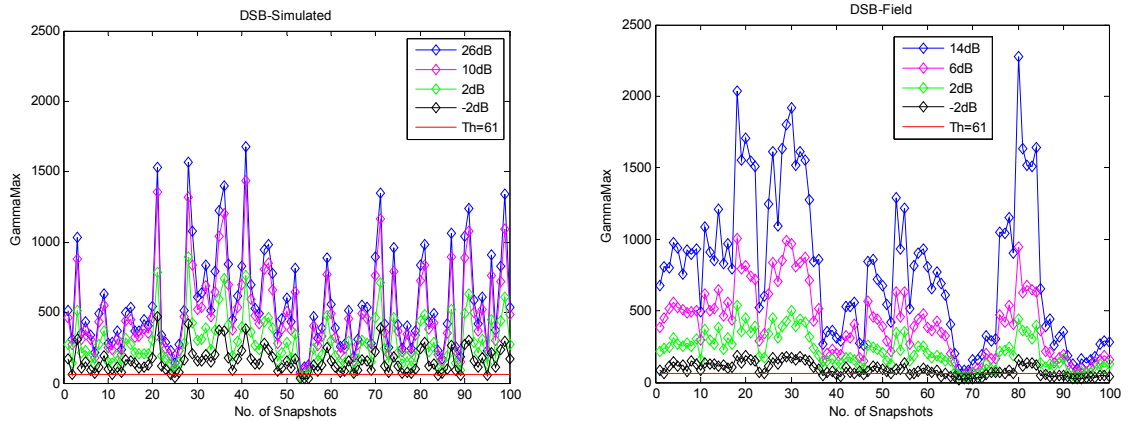 DSB-Simulated
2500
2000
1500
1000
500
0
GammaMax
0 10 20 30 40 50 60 70 80 90 100
No. of Snapshots
26dB
10dB
2dB
-2dB
Th=61
DSB-Field
2500
2000
1500
1000
500
0
GammaMax
0 10 20 30 40 50 60 70 80 90 100
No. of Snapshots
14dB
6dB
2dB
-2dB
Th=61